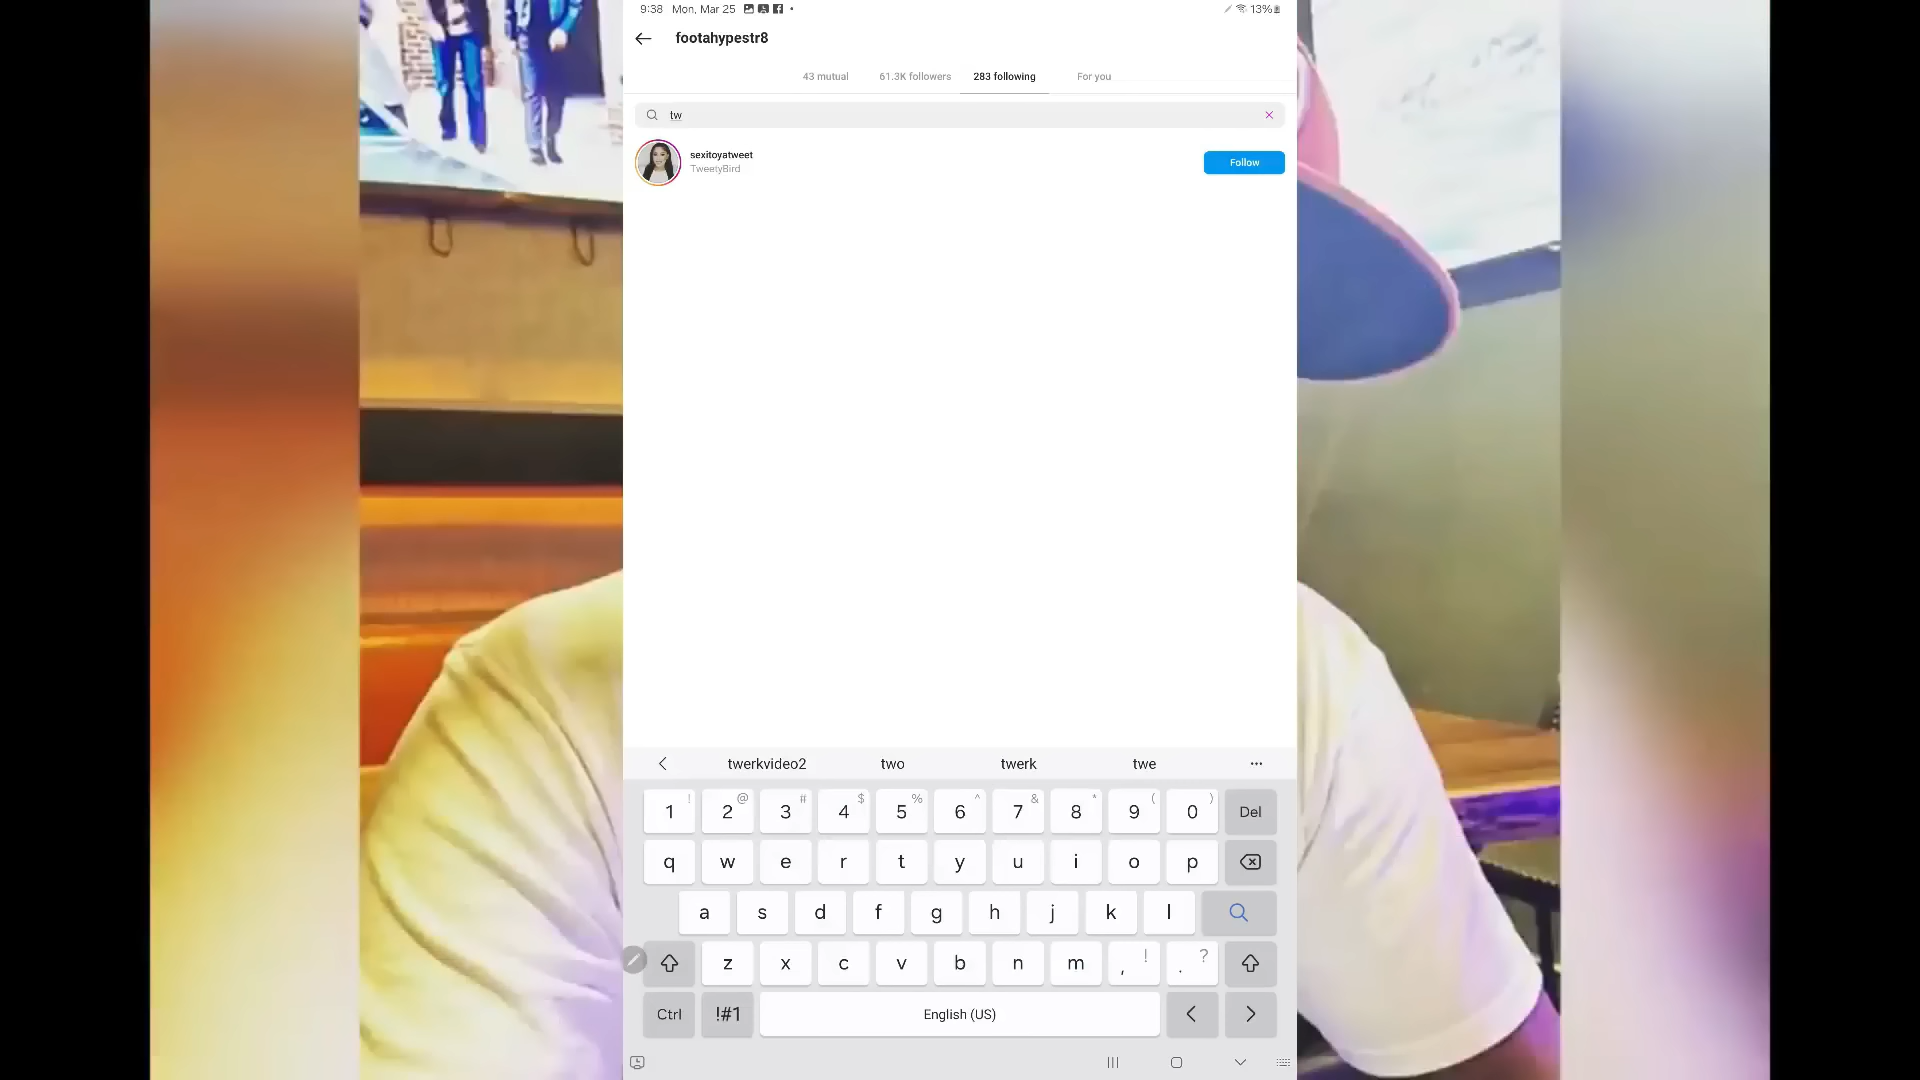 9:38 Mon, Mar 25 13%
footahypestr8
43 mutual 61.3K followers 283 following For you
tw
sexitoyatweet
TweetyBird
Follow
twerkvideo2 two twerk twe ...
! @ # $ % ^ & * ( )
1 2 3 4 5 6 7 8 9 0 Del
q w e r t y u i o p
a s d f g h j k l
! ?
z x c v b n m , .
Ctrl !#1 English (US) < >